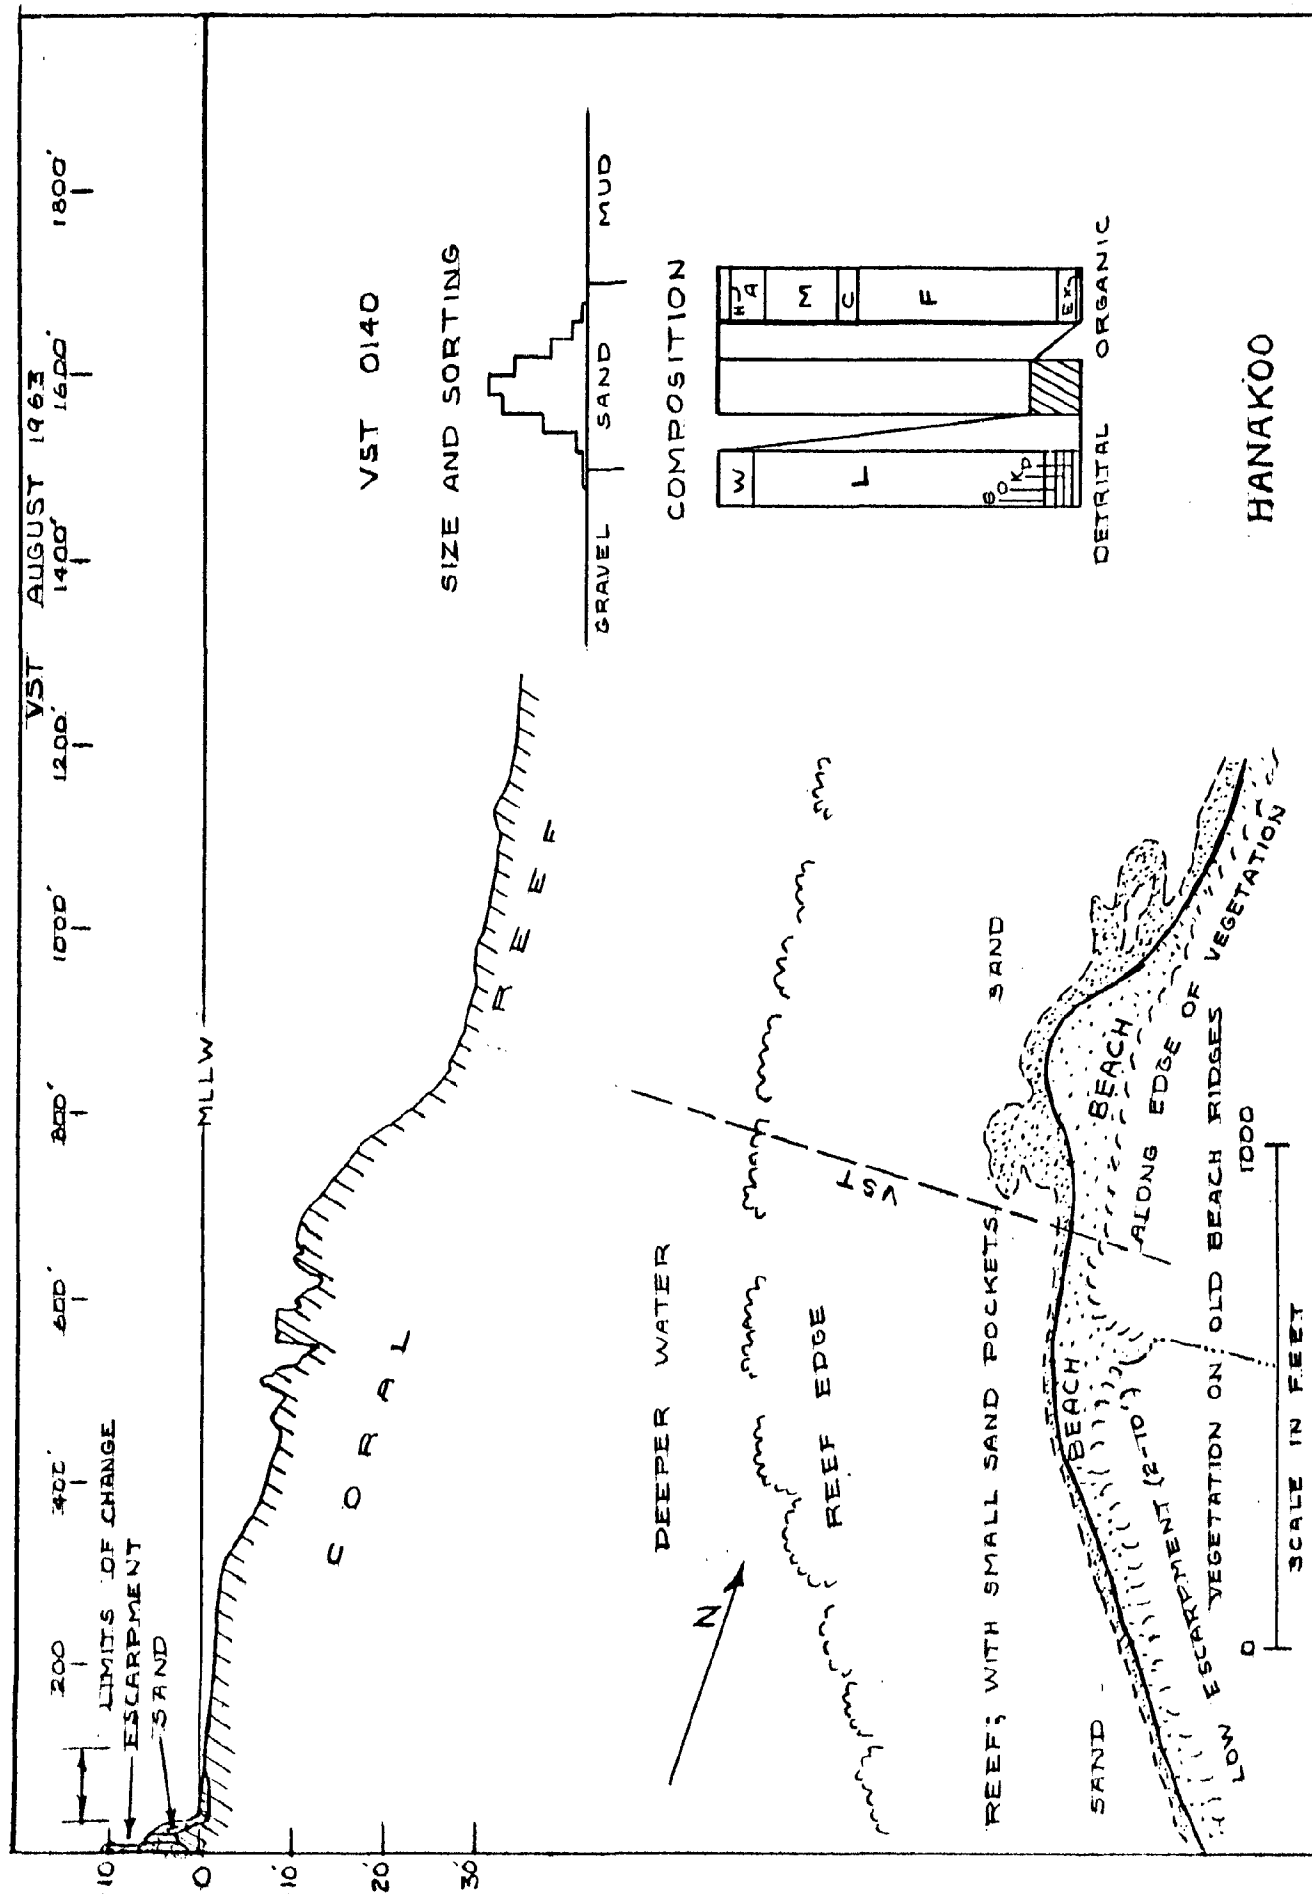 VST AUGUST 1963
200' 400' 600' 800' 1000' 1200' 1400' 1600' 1800'
LIMITS OF CHANGE
ESCARPMENT
SAND
10'
0
10'
20'
30'
MLLW
CORAL REEF
VST 0140
SIZE AND SORTING
GRAVEL SAND MUD
COMPOSITION
W
L
O K P
H
A
M
C
F
Ex
DETRITAL ORGANIC
DEEPER WATER
N
REEF EDGE
VST
REEF; WITH SMALL SAND POCKETS
SAND
SAND
BEACH
BEACH
LOW ESCARPMENT (2-10')
ALONG EDGE OF VEGETATION
VEGETATION ON OLD BEACH RIDGES
0 1000
SCALE IN FEET
HANAKOO